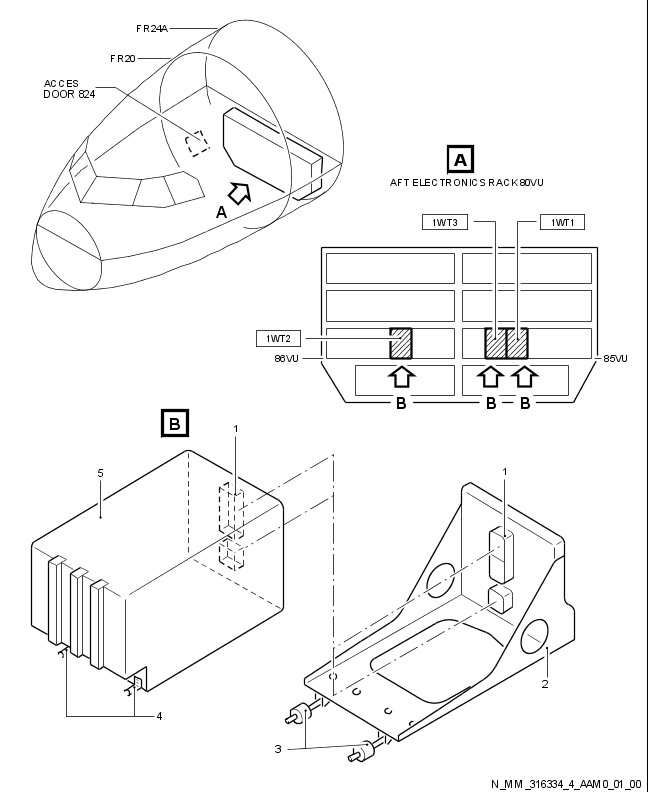 FR24A
FR20
ACCES
DOOR 824
A
A
AFT ELECTRONICS RACK 80VU
1WT3
1WT1
1WT2
86VU
85VU
B
B
B
B
1
5
1
2
4
3
N_MM_316334_4_AAM0_01_00